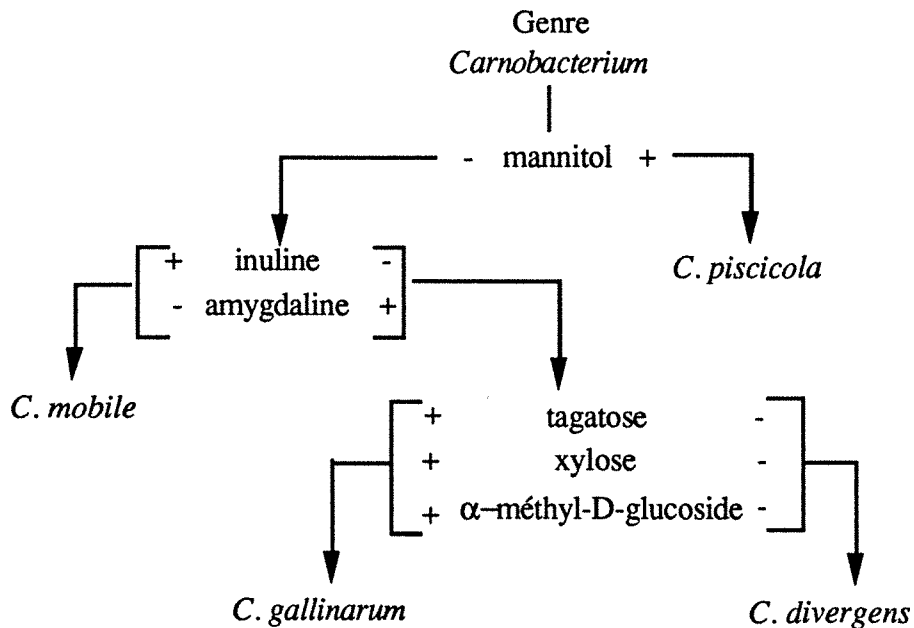 Genre
Carnobacterium
- mannitol +
+ inuline -
- amygdaline +
C. piscicola
C. mobile
+ tagatose -
+ xylose -
+ α-méthyl-D-glucoside -
C. gallinarum
C. divergens